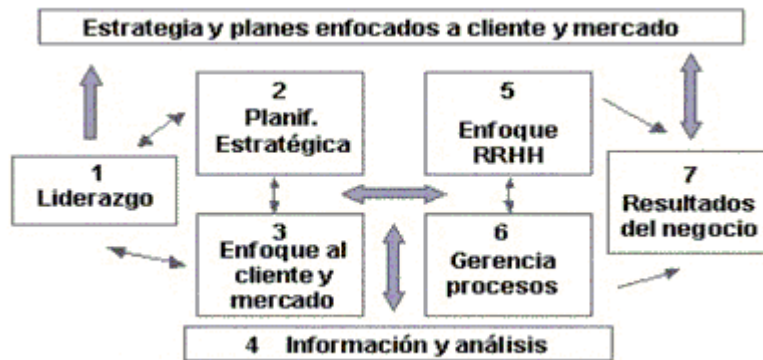 Estrategia y planes enfocados a cliente y mercado
2
Planif.
Estratégica
5
Enfoque
RRHH
1
Liderazgo
7
Resultados
del negocio
3
Enfoque al
cliente y
mercado
6
Gerencia
procesos
4 Información y análisis